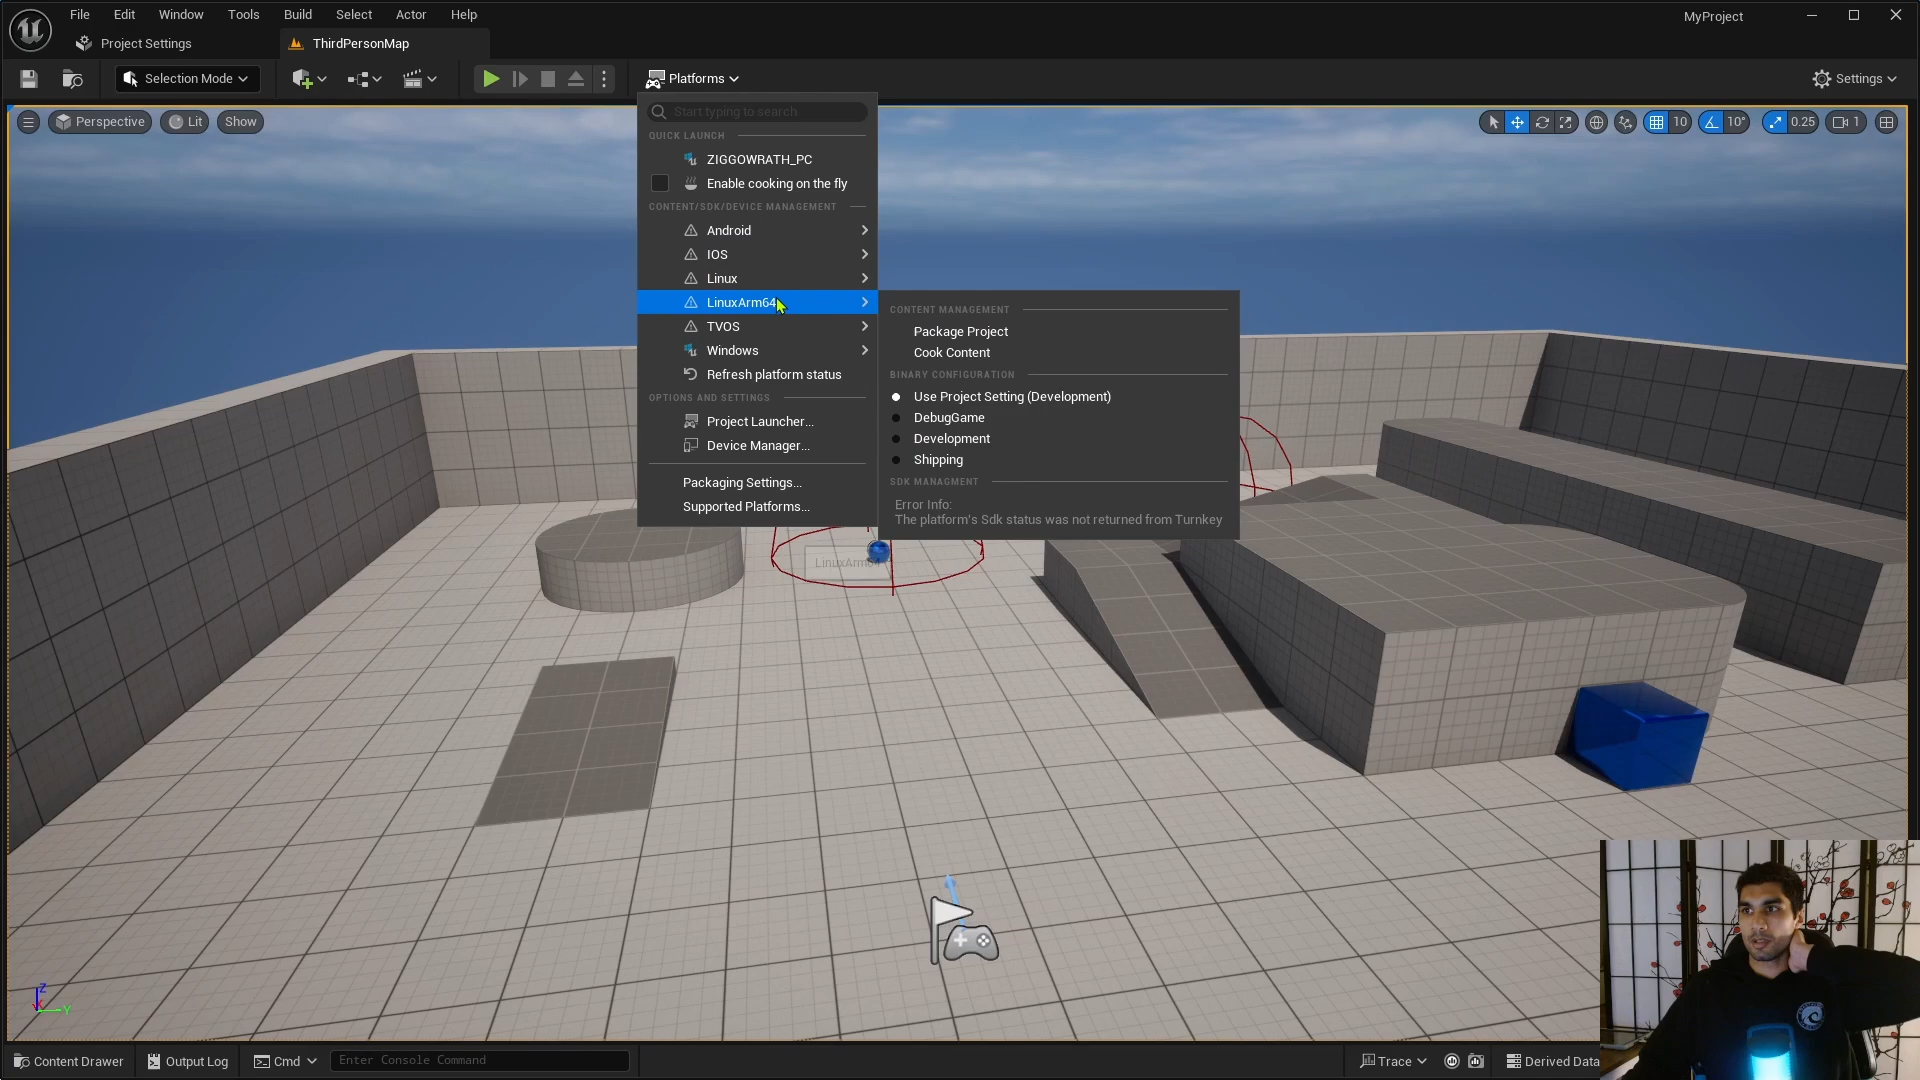 File Edit Window Tools Build Select Actor Help
MyProject
Project Settings
ThirdPersonMap
Selection Mode
Platforms
Settings
Perspective
Lit
Show
10
10°
0.25
1
Start typing to search
QUICK LAUNCH
ZIGGOWRATH_PC
Enable cooking on the fly
CONTENT/SDK/DEVICE MANAGEMENT
Android
IOS
Linux
LinuxArm64
TVOS
Windows
Refresh platform status
OPTIONS AND SETTINGS
Project Launcher...
Device Manager...
Packaging Settings...
Supported Platforms...
CONTENT MANAGEMENT
Package Project
Cook Content
BINARY CONFIGURATION
Use Project Setting (Development)
DebugGame
Development
Shipping
SDK MANAGMENT
Error Info:
The platform's Sdk status was not returned from Turnkey
LinuxArm64
Z
X
Y
Content Drawer
Output Log
Cmd
Enter Console Command
Trace
Derived Data